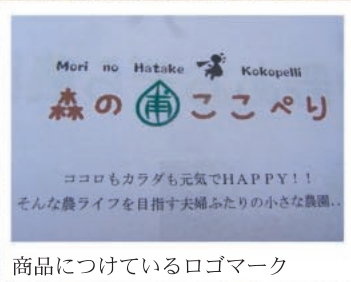 Mori no Hatake Kokopelli
森の 甫 ここぺり
ココロもカラダも元気でHAPPY！！
そんな農ライフを目指す夫婦ふたりの小さな農園..
商品につけているロゴマーク